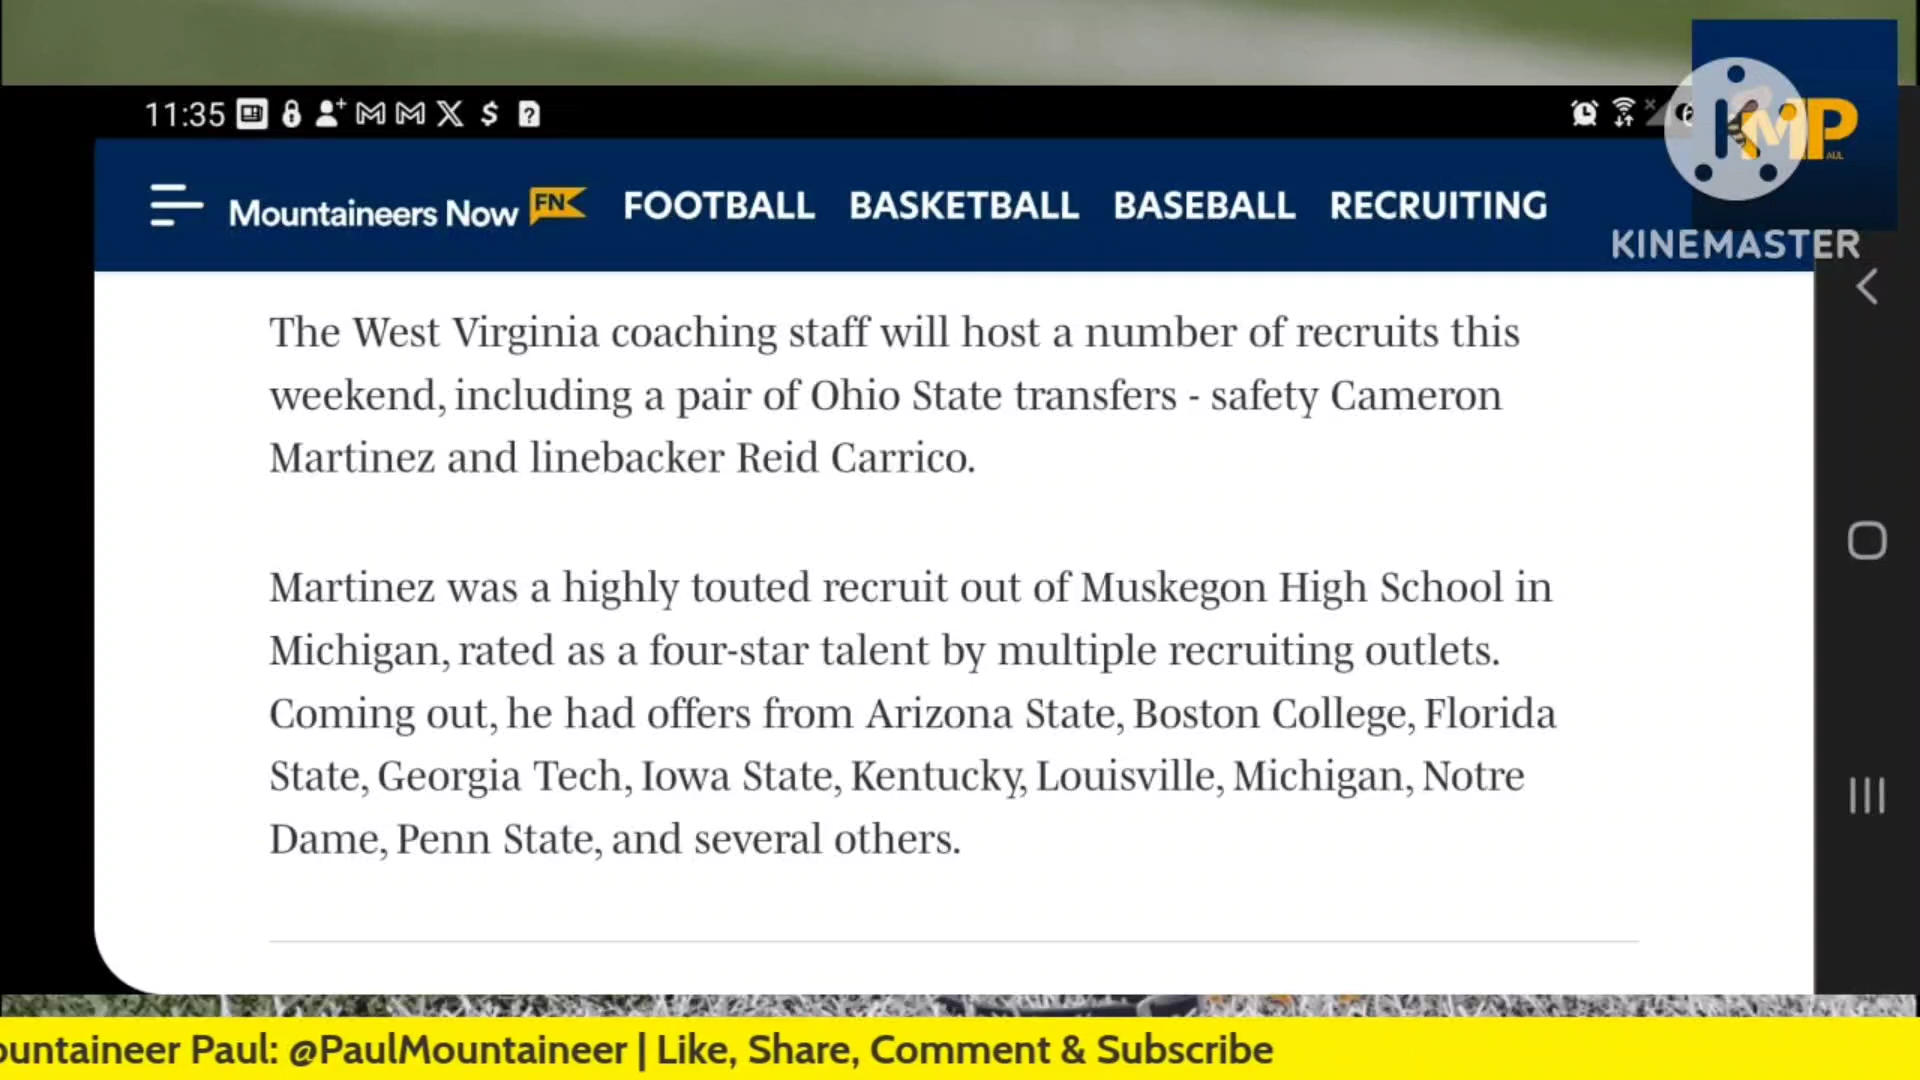 11:35
MP
AUL
Mountaineers Now FN FOOTBALL BASKETBALL BASEBALL RECRUITING
KINEMASTER
The West Virginia coaching staff will host a number of recruits this
weekend, including a pair of Ohio State transfers - safety Cameron
Martinez and linebacker Reid Carrico.
Martinez was a highly touted recruit out of Muskegon High School in
Michigan, rated as a four-star talent by multiple recruiting outlets.
Coming out, he had offers from Arizona State, Boston College, Florida
State, Georgia Tech, Iowa State, Kentucky, Louisville, Michigan, Notre
Dame, Penn State, and several others.
ountaineer Paul: @PaulMountaineer | Like, Share, Comment & Subscribe